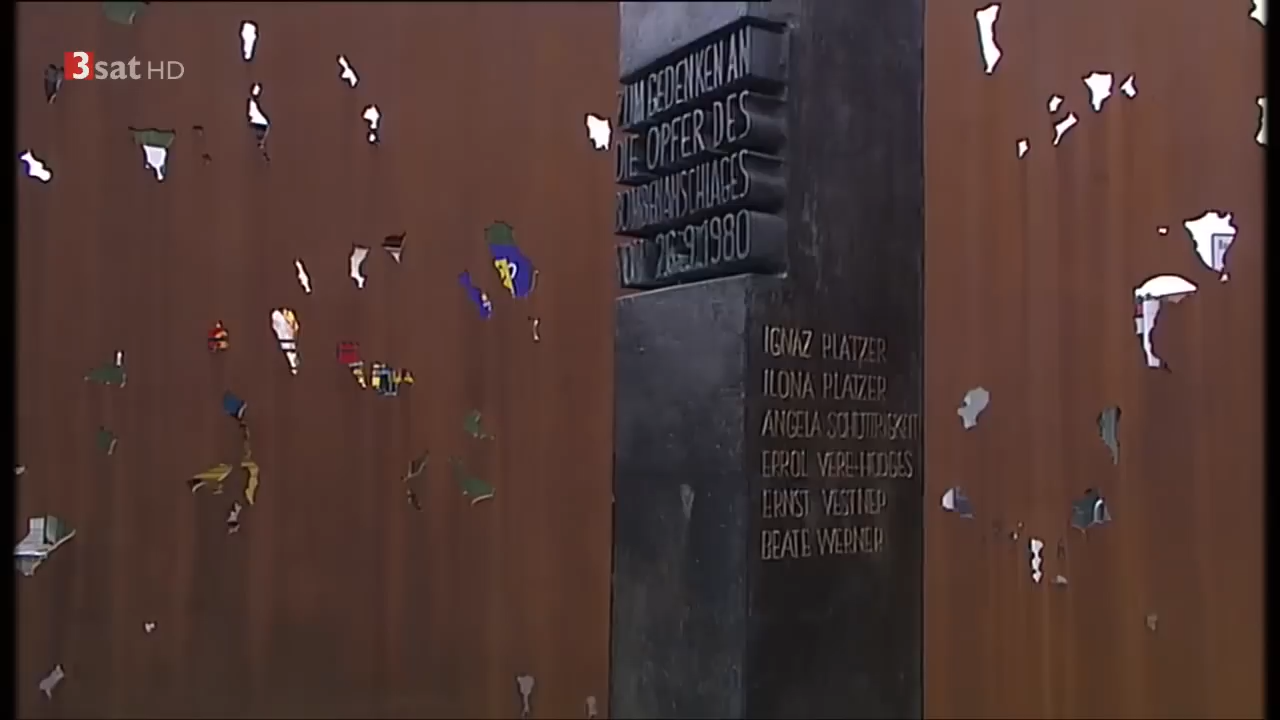 3sat HD
ZUM GEDENKEN AN
DIE OPFER DES
BOMBENANSCHLAGES
VOM 26.9.1980
IGNAZ PLATZER
ILONA PLATZER
ANGELA SCHÜTTRIGKEIT
ERROL VERE-HODGES
ERNST VESTNER
BEATE WERNER